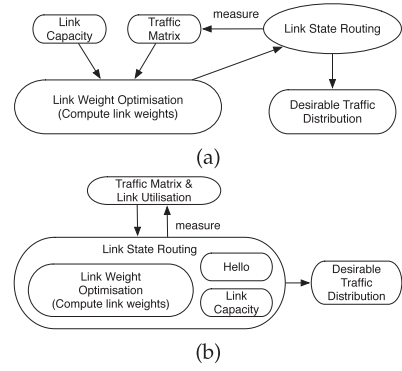 Link
Capacity
Traffic
Matrix
measure
Link State Routing
Link Weight Optimisation
(Compute link weights)
Desirable Traffic
Distribution
(a)
Traffic Matrix &
Link Utilisation
measure
Link State Routing
Link Weight
Optimisation
(Compute link weights)
Hello
Link
Capacity
Desirable
Traffic
Distribution
(b)